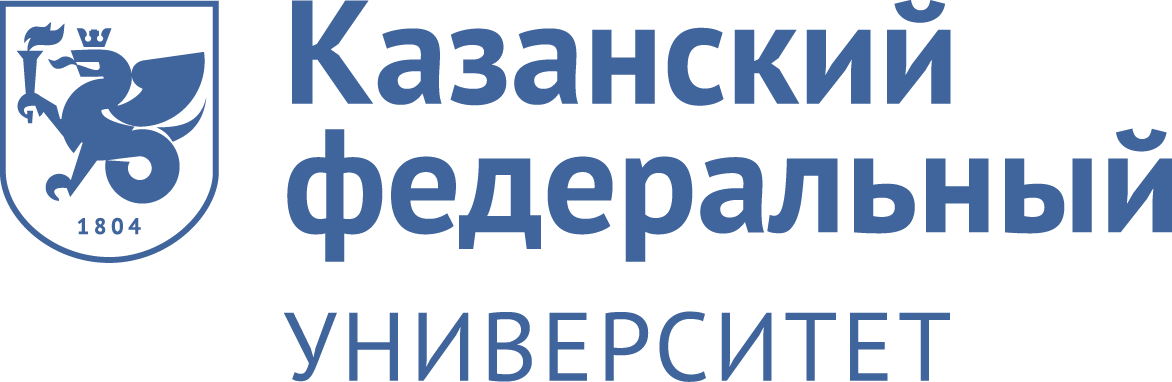 1804
Казанский
федеральный
УНИВЕРСИТЕТ